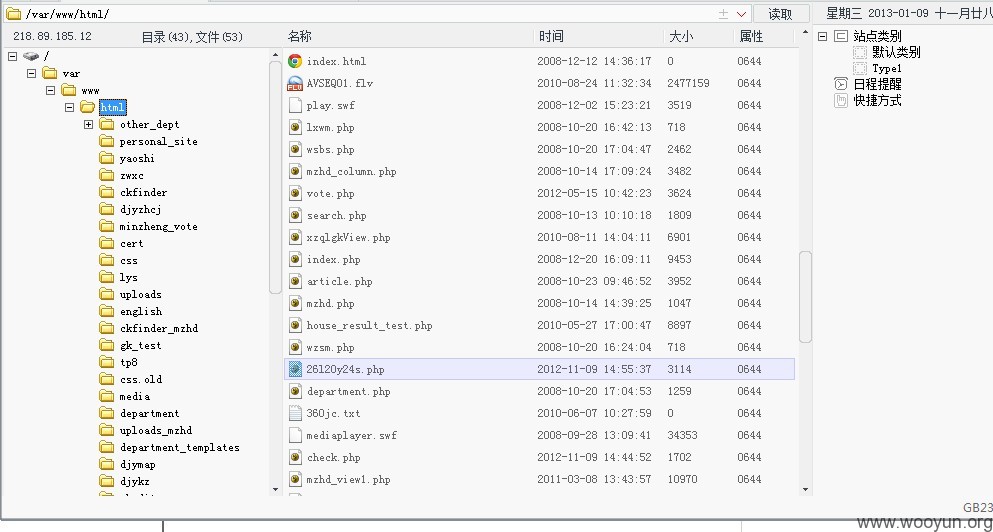 /var/www/html/ 读取 星期三 2013-01-09 十一月廿八
218.89.185.12 目录(43),文件(53) 名称 时间 大小 属性
/
var
www
html
other_dept
personal_site
yaoshi
zwxc
ckfinder
djyzhcj
minzheng_vote
cert
css
lys
uploads
english
ckfinder_mzhd
gk_test
tp8
css.old
media
department
uploads_mzhd
department_templates
djymap
djykz
index.html 2008-12-12 14:36:17 0 0644
AVSEQ01.flv 2010-08-24 11:32:34 2477159 0644
play.swf 2008-12-02 15:23:21 3519 0644
lxwm.php 2008-10-20 16:42:13 718 0644
wsbs.php 2008-10-20 17:04:47 2462 0644
mzhd_column.php 2008-10-14 17:09:24 3482 0644
vote.php 2012-05-15 10:42:23 3624 0644
search.php 2008-10-13 10:10:18 1809 0644
xzqlgkView.php 2010-08-11 14:04:11 6901 0644
index.php 2008-12-20 16:09:11 9453 0644
article.php 2008-10-23 09:46:52 3952 0644
mzhd.php 2008-10-14 14:39:25 1047 0644
house_result_test.php 2010-05-27 17:00:47 8897 0644
wzsm.php 2008-10-20 16:24:04 718 0644
26l20y24s.php 2012-11-09 14:55:37 3114 0644
department.php 2008-10-20 17:04:53 1259 0644
360jc.txt 2010-06-07 10:27:59 0 0644
mediaplayer.swf 2008-09-28 13:09:41 34353 0644
check.php 2012-11-09 14:44:52 1702 0644
mzhd_view1.php 2011-03-08 13:43:57 10970 0644
站点类别
默认类别
Type1
日程提醒
快捷方式
GB23
www.wooyun.org